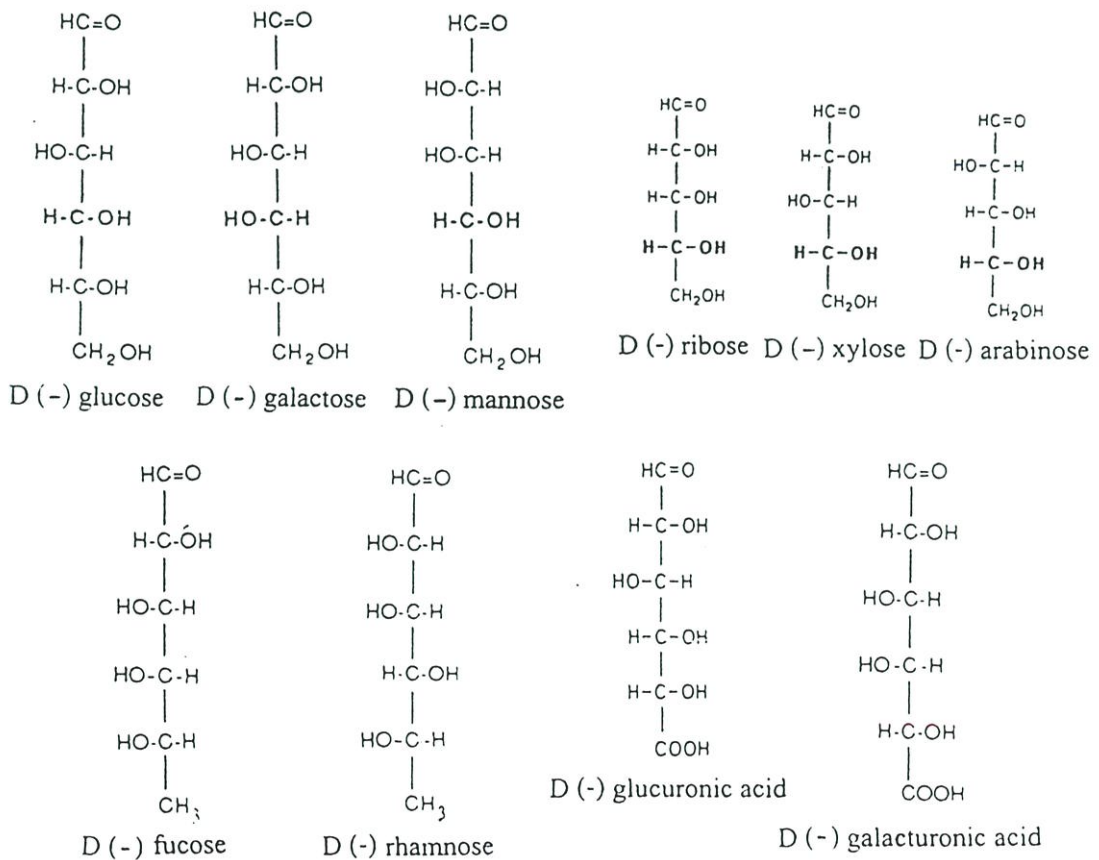 HC=O
H-C-OH
HO-C-H
H-C-OH
H-C-OH
CH₂OH
D (-) glucose
HC=O
H-C-OH
HO-C-H
HO-C-H
H-C-OH
CH₂OH
D (-) galactose
HC=O
HO-C-H
HO-C-H
H-C-OH
H-C-OH
CH₂OH
D (-) mannose
HC=O
H-C-OH
H-C-OH
H-C-OH
CH₂OH
D (-) ribose
HC=O
H-C-OH
HO-C-H
H-C-OH
CH₂OH
D (-) xylose
HC=O
HO-C-H
H-C-OH
H-C-OH
CH₂OH
D (-) arabinose
HC=O
H-C-OH
HO-C-H
HO-C-H
HO-C-H
CH₃
D (-) fucose
HC=O
HO-C-H
HO-C-H
H-C-OH
HO-C-H
CH₃
D (-) rhamnose
HC=O
H-C-OH
HO-C-H
H-C-OH
H-C-OH
COOH
D (-) glucuronic acid
HC=O
H-C-OH
HO-C-H
HO-C-H
H-C-OH
COOH
D (-) galacturonic acid